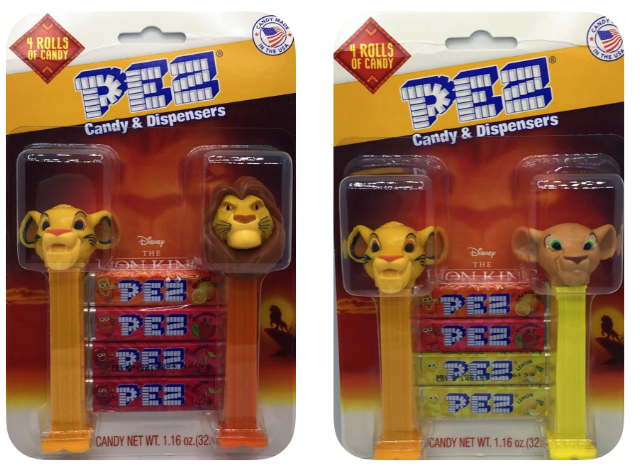 4 ROLLS
OF CANDY
CANDY MADE
IN THE USA
PEZ®
Candy & Dispensers
Disney
THE
LION KING
PEZ
PEZ
PEZ
PEZ
CANDY NET WT. 1.16 oz.(32.
4 ROLLS
OF CANDY
CANDY
IN THE USA
PEZ®
Candy & Dispensers
Disney
THE
LION KING
PEZ
PEZ
PEZ LEMON
PEZ LEMON
CANDY NET WT. 1.16 oz.(32.